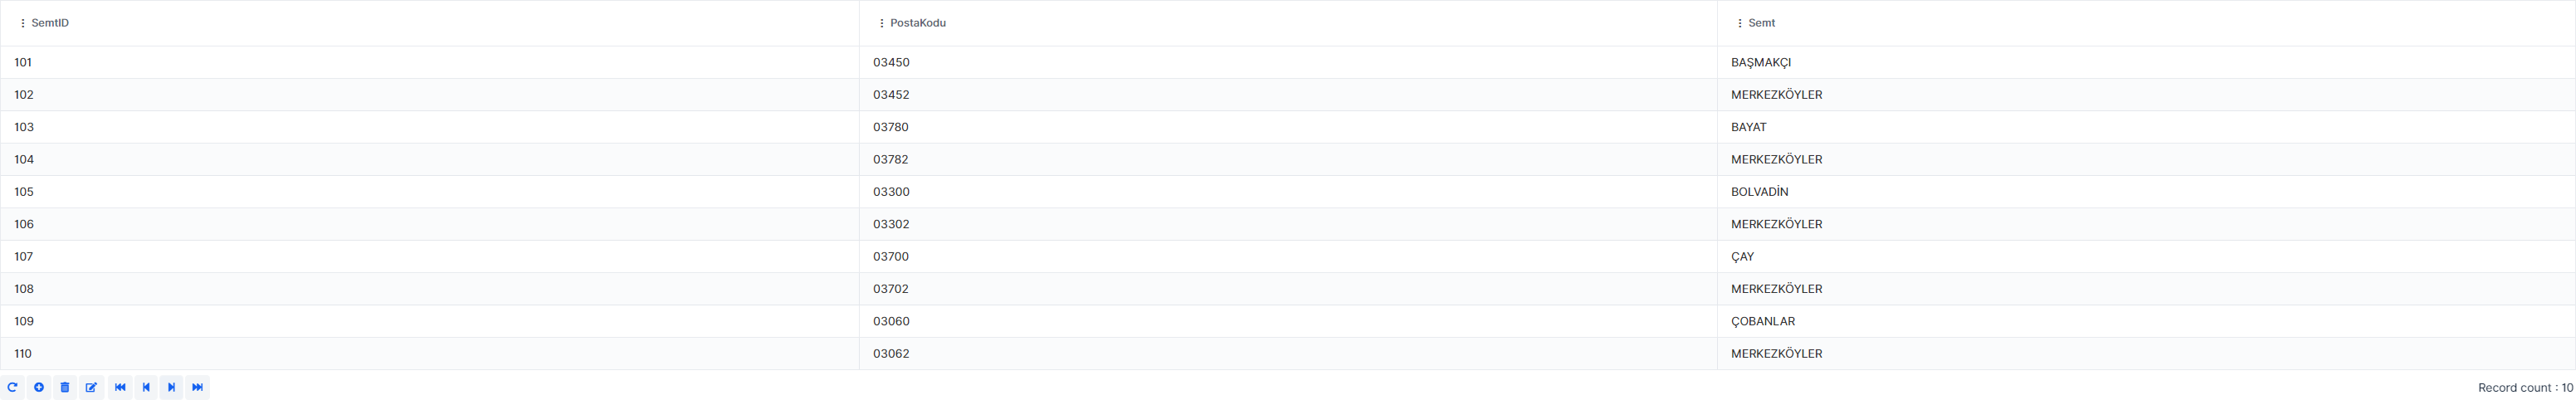 SemtID PostaKodu Semt
101 03450 BAŞMAKÇI
102 03452 MERKEZKÖYLER
103 03780 BAYAT
104 03782 MERKEZKÖYLER
105 03300 BOLVADİN
106 03302 MERKEZKÖYLER
107 03700 ÇAY
108 03702 MERKEZKÖYLER
109 03060 ÇOBANLAR
110 03062 MERKEZKÖYLER
Record count : 10